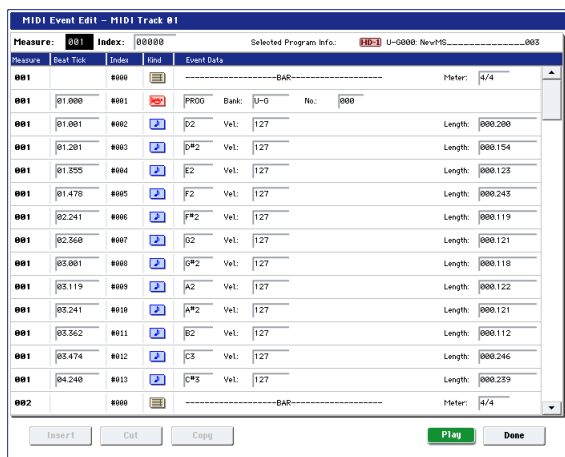 MIDI Event Edit – MIDI Track 01
Measure: 001 Index: 00000 Selected Program Info.: HD-1 U-G000: NewMS____________________003
Measure Beat Tick Index Kind Event Data
001 #000 --------------------BAR-------------------- Meter: 4/4
001 01.000 #001 PROG Bank: U-G No.: 000
001 01.001 #002 D2 Vel: 127 Length: 000.200
001 01.201 #003 D#2 Vel: 127 Length: 000.154
001 01.355 #004 E2 Vel: 127 Length: 000.123
001 01.478 #005 F2 Vel: 127 Length: 000.243
001 02.241 #006 F#2 Vel: 127 Length: 000.119
001 02.360 #007 G2 Vel: 127 Length: 000.121
001 03.001 #008 G#2 Vel: 127 Length: 000.118
001 03.119 #009 A2 Vel: 127 Length: 000.122
001 03.241 #010 A#2 Vel: 127 Length: 000.121
001 03.362 #011 B2 Vel: 127 Length: 000.112
001 03.474 #012 C3 Vel: 127 Length: 000.246
001 04.240 #013 C#3 Vel: 127 Length: 000.239
002 #000 --------------------BAR-------------------- Meter: 4/4
Insert Cut Copy Play Done